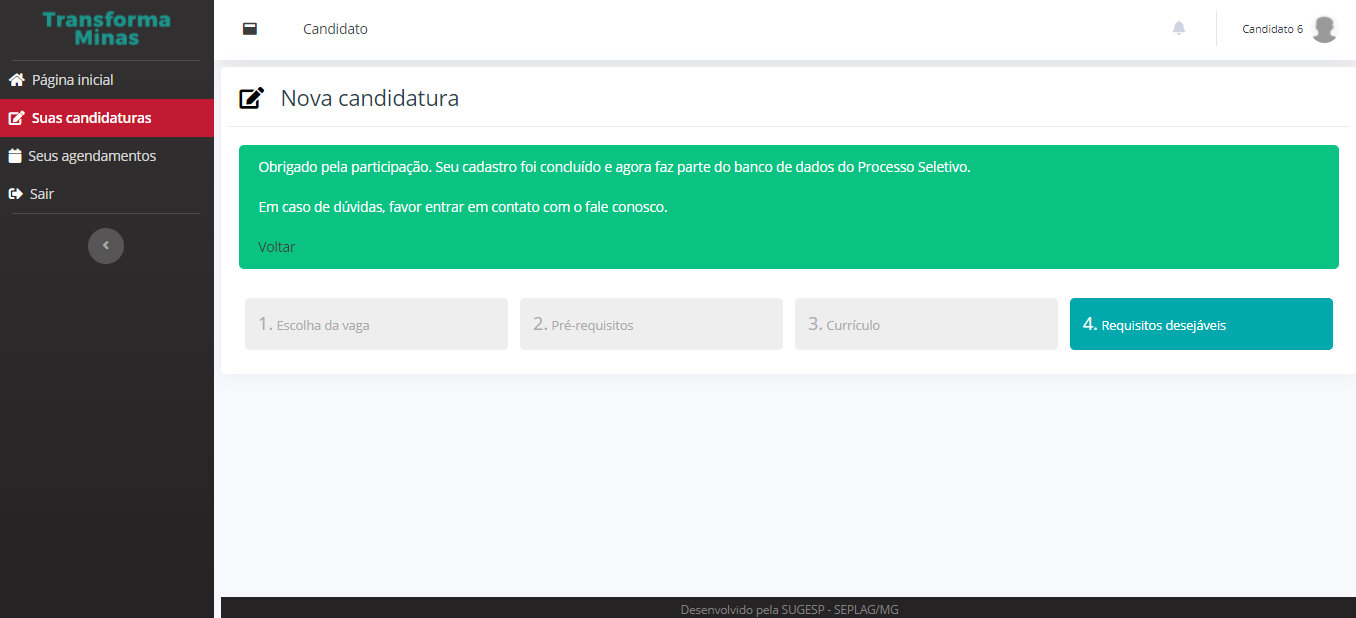 Transforma
Minas
Página inicial
Suas candidaturas
Seus agendamentos
Sair
Candidato
Candidato 6
Nova candidatura
Obrigado pela participação. Seu cadastro foi concluído e agora faz parte do banco de dados do Processo Seletivo.
Em caso de dúvidas, favor entrar em contato com o fale conosco.
Voltar
1. Escolha da vaga
2. Pré-requisitos
3. Currículo
4. Requisitos desejáveis
Desenvolvido pela SUGESP - SEPLAG/MG